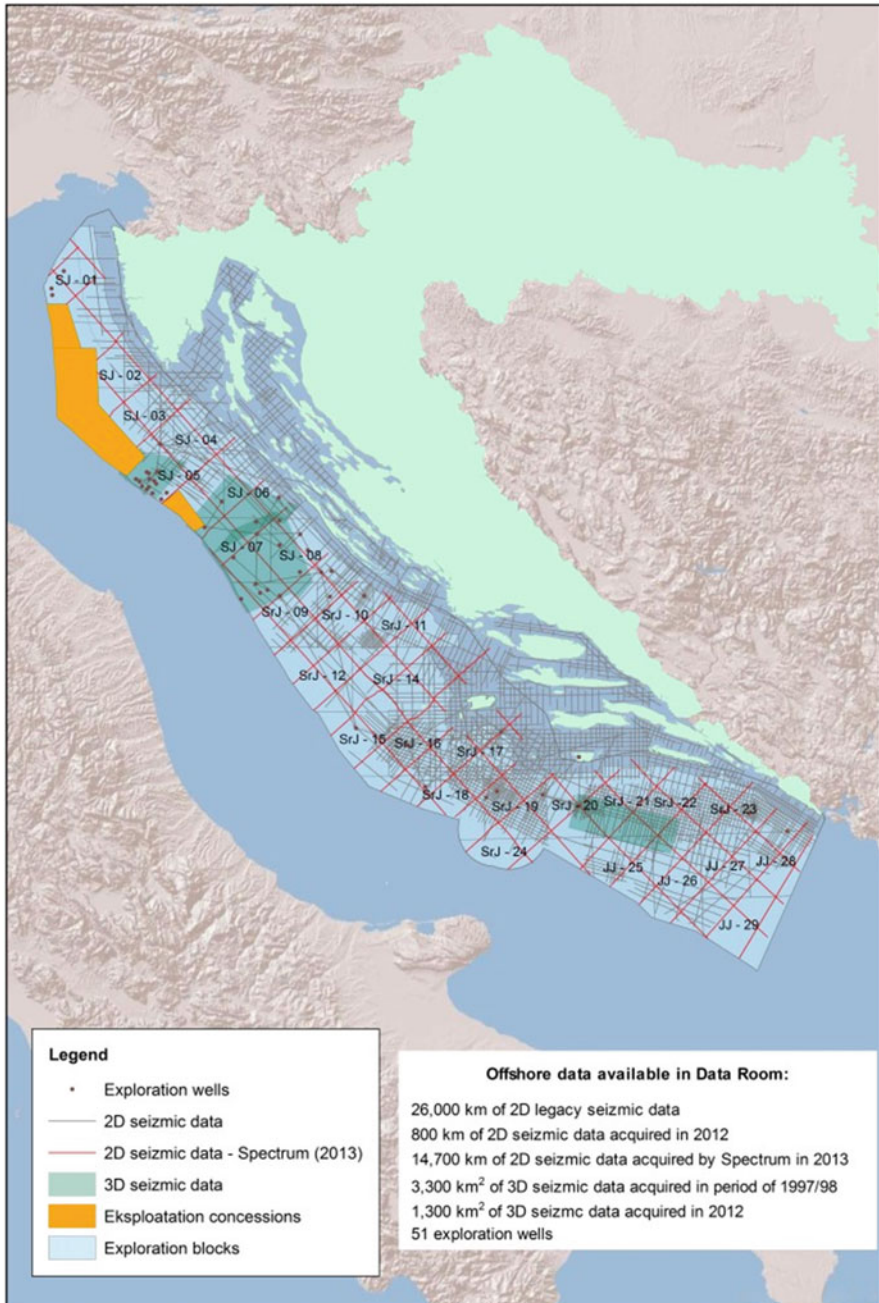 SJ - 01
SJ - 02
SJ - 03
SJ - 04
SJ - 05
SJ - 06
SJ - 07
SJ - 08
SrJ - 09
SrJ - 10
SrJ - 11
SrJ - 12
SrJ - 14
SrJ - 15
SrJ - 16
SrJ - 17
SrJ - 18
SrJ - 19
SrJ - 20
SrJ - 21
SrJ - 22
SrJ - 23
SrJ - 24
JJ - 25
JJ - 26
JJ - 27
JJ - 28
JJ - 29
Legend
Exploration wells
2D seizmic data
2D seizmic data - Spectrum (2013)
3D seizmic data
Eksploatation concessions
Exploration blocks
Offshore data available in Data Room:
26,000 km of 2D legacy seizmic data
800 km of 2D seizmic data acquired in 2012
14,700 km of 2D seizmic data acquired by Spectrum in 2013
3,300 km² of 3D seizmic data acquired in period of 1997/98
1,300 km² of 3D seizmc data acquired in 2012
51 exploration wells